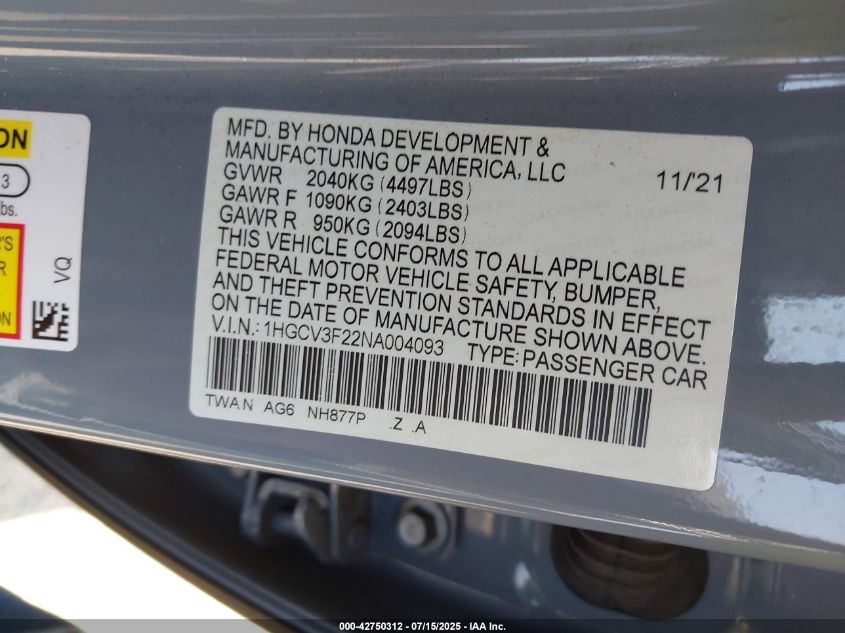 ON
3
bs.
R'S
R
ON
VQ
MFD. BY HONDA DEVELOPMENT &
MANUFACTURING OF AMERICA, LLC
GVWR 2040KG (4497LBS) 11/'21
GAWR F 1090KG (2403LBS)
GAWR R 950KG (2094LBS)
THIS VEHICLE CONFORMS TO ALL APPLICABLE
FEDERAL MOTOR VEHICLE SAFETY, BUMPER,
AND THEFT PREVENTION STANDARDS IN EFFECT
ON THE DATE OF MANUFACTURE SHOWN ABOVE.
V.I.N.: 1HGCV3F22NA004093 TYPE: PASSENGER CAR
TWAN AG6 NH877P .Z .A
000-42750312 - 07/15/2025 - IAA Inc.